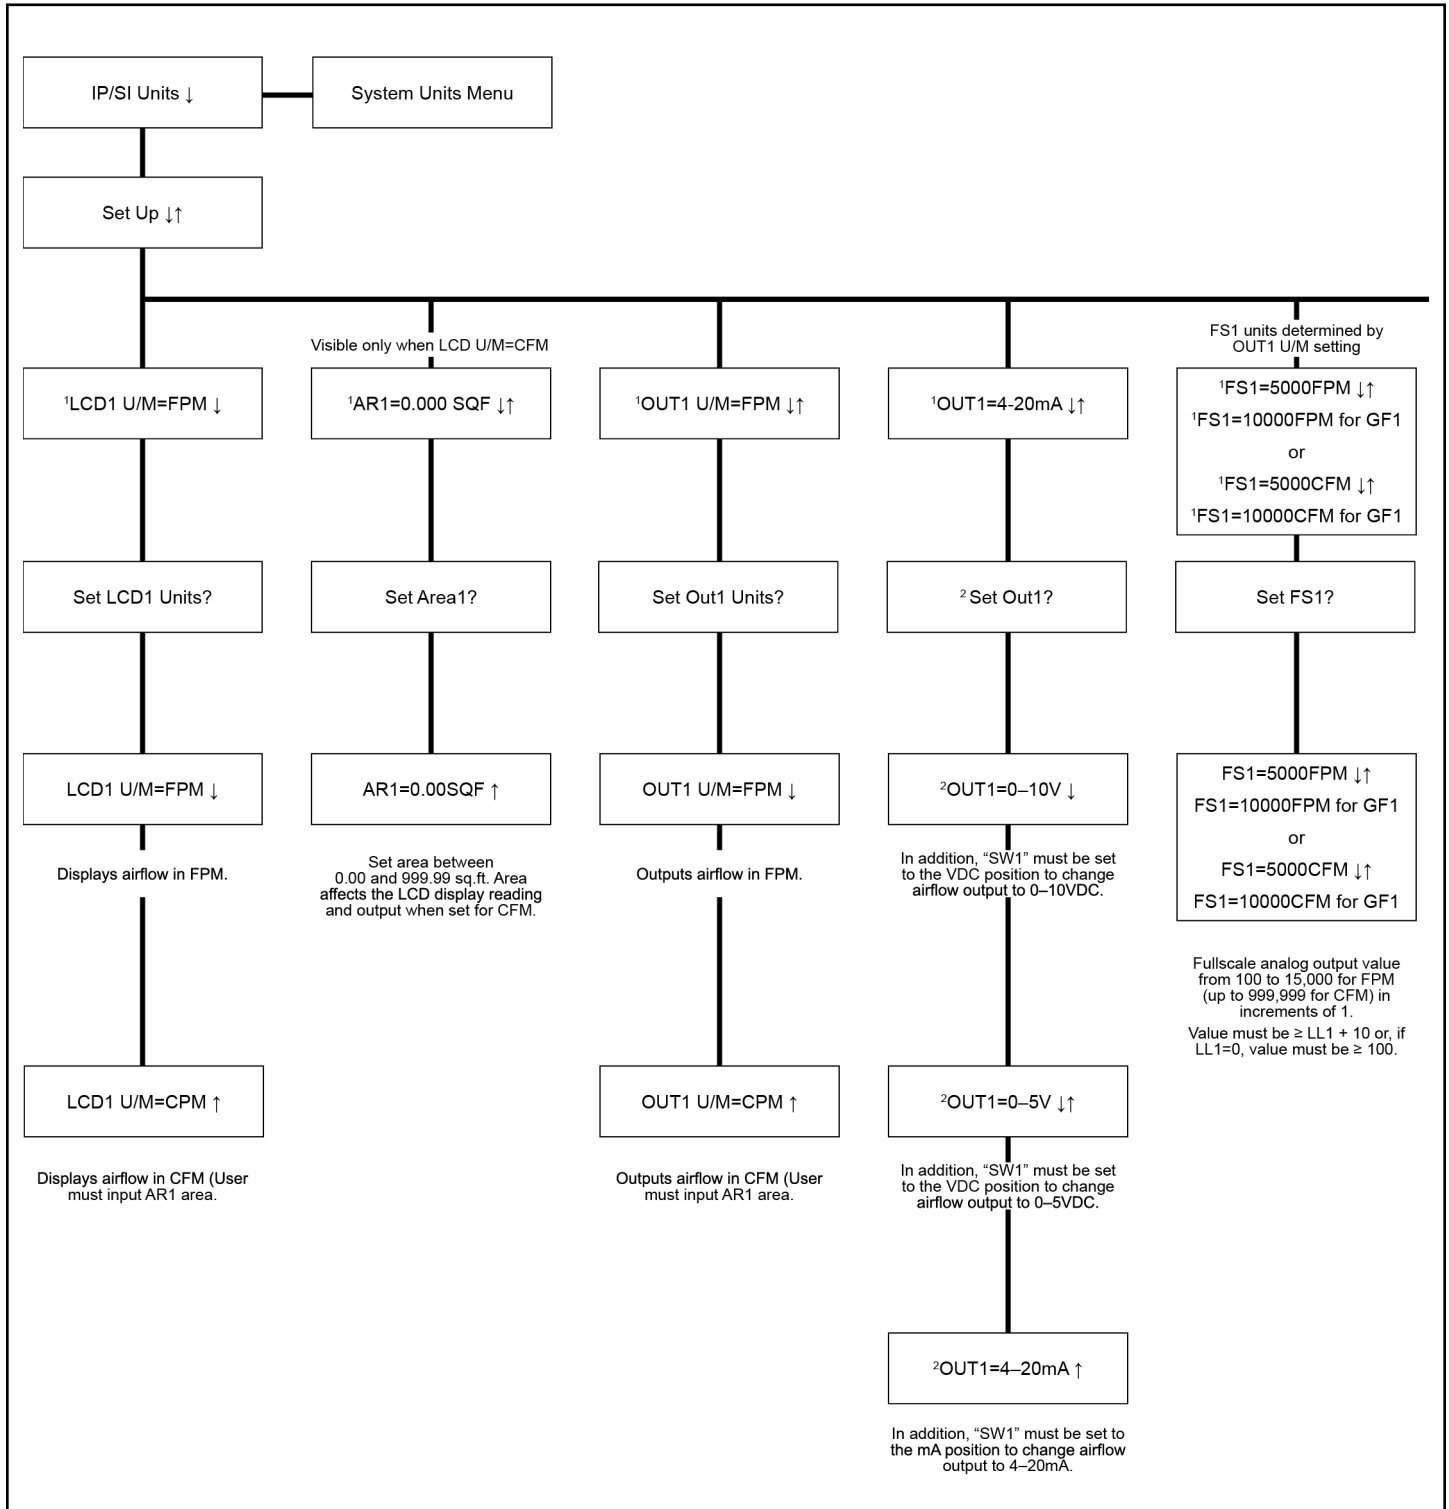 IP/SI Units ↓
System Units Menu
Set Up ↓↑
Visible only when LCD U/M=CFM
FS1 units determined by
OUT1 U/M setting
¹LCD1 U/M=FPM ↓
¹AR1=0.000 SQF ↓↑
¹OUT1 U/M=FPM ↓↑
¹OUT1=4-20mA ↓↑
¹FS1=5000FPM ↓↑
¹FS1=10000FPM for GF1
or
¹FS1=5000CFM ↓↑
¹FS1=10000CFM for GF1
Set LCD1 Units?
Set Area1?
Set Out1 Units?
² Set Out1?
Set FS1?
LCD1 U/M=FPM ↓
AR1=0.00SQF ↑
OUT1 U/M=FPM ↓
²OUT1=0–10V ↓
FS1=5000FPM ↓↑
FS1=10000FPM for GF1
or
FS1=5000CFM ↓↑
FS1=10000CFM for GF1
Displays airflow in FPM.
Set area between
0.00 and 999.99 sq.ft. Area
affects the LCD display reading
and output when set for CFM.
Outputs airflow in FPM.
In addition, “SW1” must be set
to the VDC position to change
airflow output to 0–10VDC.
Fullscale analog output value
from 100 to 15,000 for FPM
(up to 999,999 for CFM) in
increments of 1.
Value must be ≥ LL1 + 10 or, if
LL1=0, value must be ≥ 100.
LCD1 U/M=CPM ↑
OUT1 U/M=CPM ↑
²OUT1=0–5V ↓↑
Displays airflow in CFM (User
must input AR1 area.
Outputs airflow in CFM (User
must input AR1 area.
In addition, “SW1” must be set
to the VDC position to change
airflow output to 0–5VDC.
²OUT1=4–20mA ↑
In addition, “SW1” must be set to
the mA position to change airflow
output to 4–20mA.